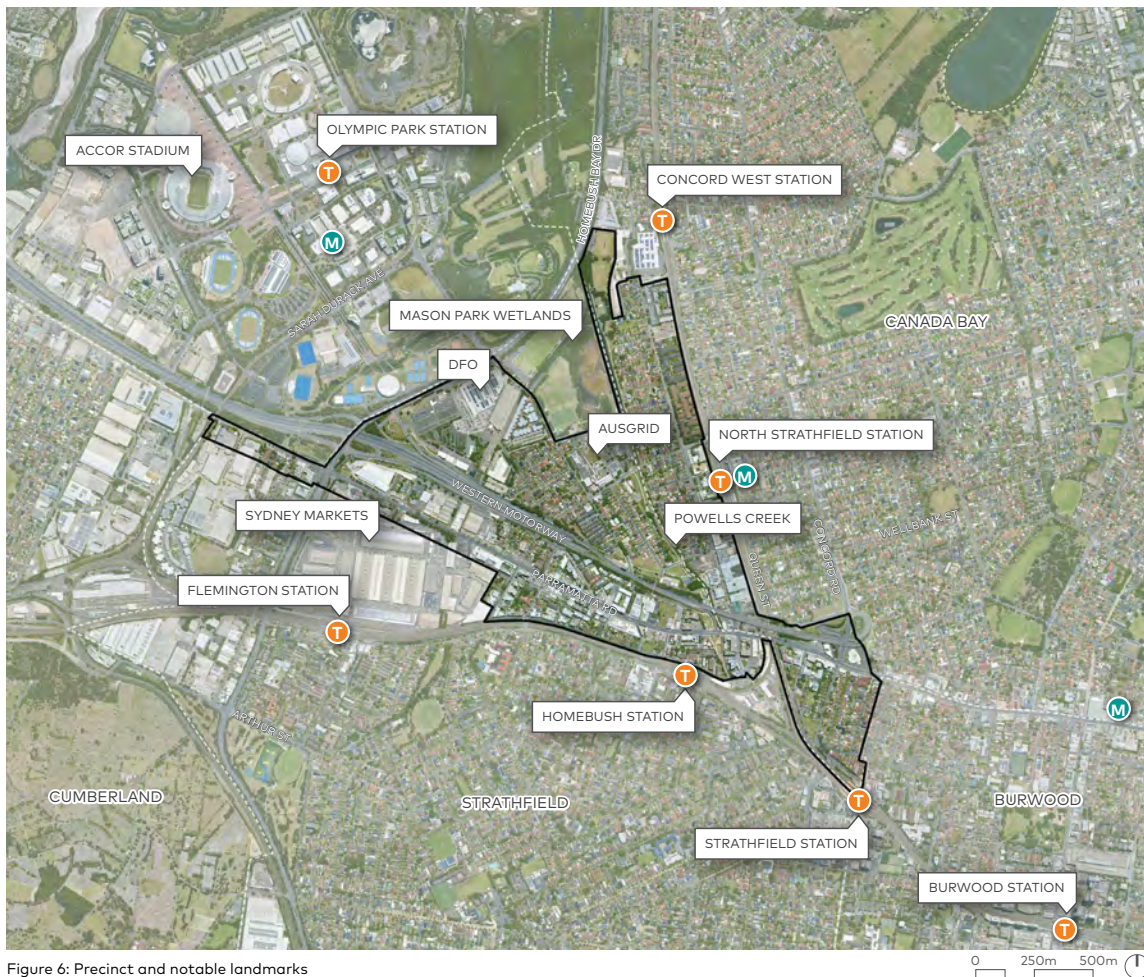 OLYMPIC PARK STATION
ACCOR STADIUM
T
HOMEBUSH BAY DR
CONCORD WEST STATION
T
M
SARAH DURACK AVE
MASON PARK WETLANDS
CANADA BAY
DFO
AUSGRID
NORTH STRATHFIELD STATION
T
M
WESTERN MOTORWAY
SYDNEY MARKETS
POWELLS CREEK
WELLBANK ST
CONCORD RD
QUEEN ST
PARRAMATTA RD
FLEMINGTON STATION
T
T
HOMEBUSH STATION
M
ARTHUR ST
CUMBERLAND
STRATHFIELD
BURWOOD
T
STRATHFIELD STATION
BURWOOD STATION
T
Figure 6: Precinct and notable landmarks
0 250m 500m